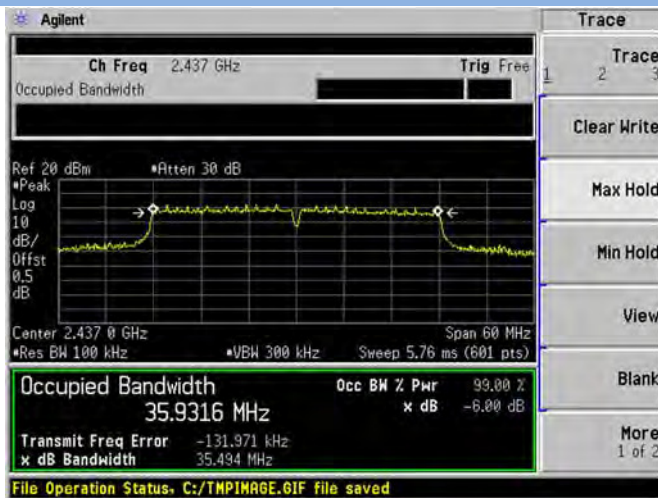 Agilent
Trace
Ch Freq 2.437 GHz Trig Free
Occupied Bandwidth
Trace
1 2 3
Clear Write
Max Hold
Min Hold
View
Blank
More
1 of 2
Ref 20 dBm *Atten 30 dB
*Peak
Log
10
dB/
Offst
0.5
dB
Center 2.437 0 GHz Span 60 MHz
*Res BW 100 kHz *VBW 300 kHz Sweep 5.76 ms (601 pts)
Occupied Bandwidth Occ BW % Pwr 99.00 %
35.9316 MHz x dB -6.00 dB
Transmit Freq Error -131.971 kHz
x dB Bandwidth 35.494 MHz
File Operation Status, C:/TMPIMAGE.GIF file saved